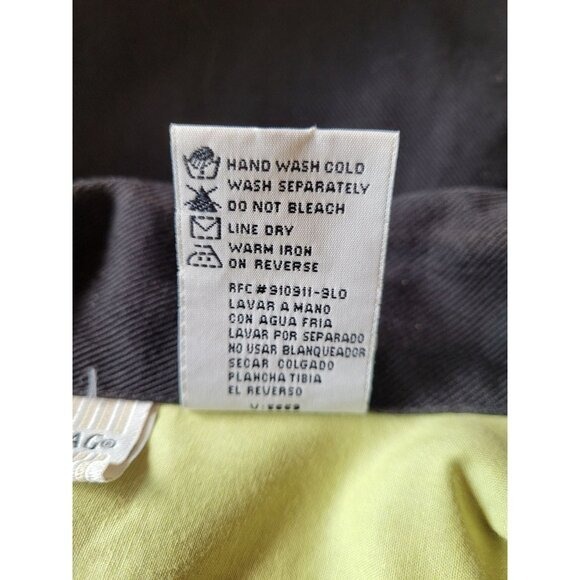 HAND WASH COLD
WASH SEPARATELY
DO NOT BLEACH
LINE DRY
WARM IRON
ON REVERSE
RFC #910911-9L0
LAVAR A MANO
CON AGUA FRIA
LAVAR POR SEPARADO
NO USAR BLANQUEADOR
SECAR COLGADO
PLANCHA TIBIA
EL REVERSO
AG®